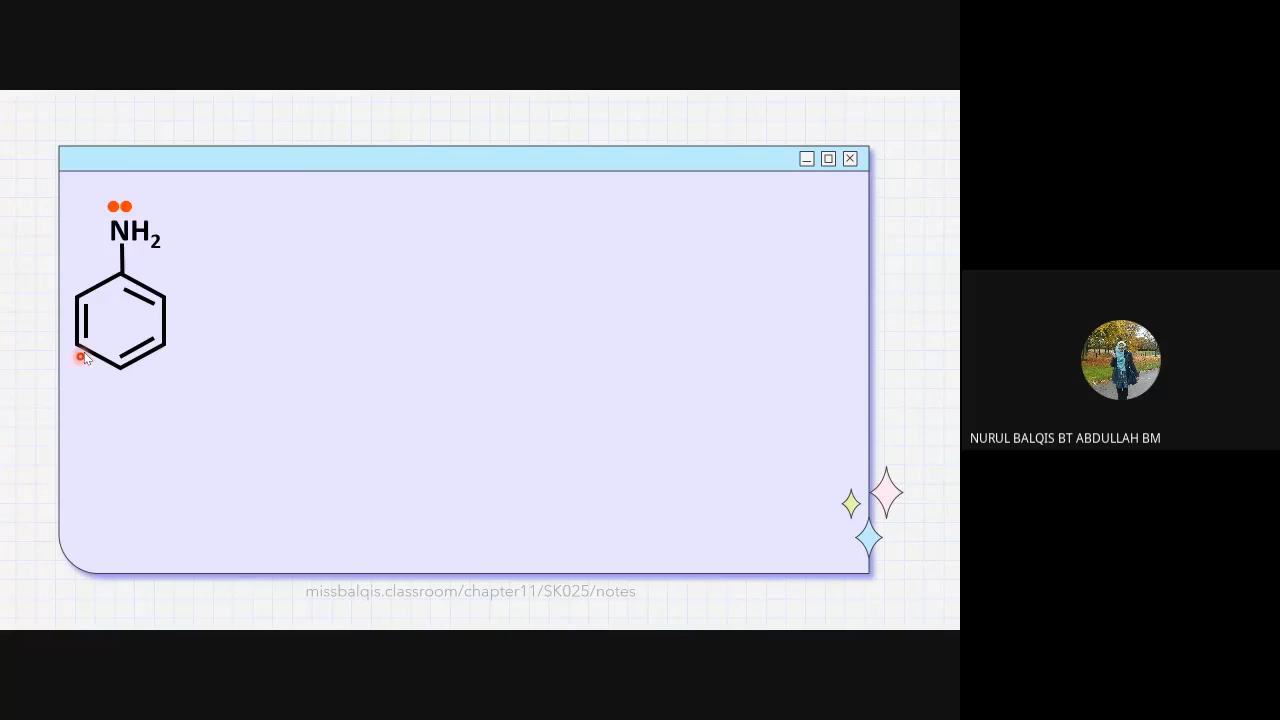 NH2
missbalqis.classroom/chapter11/SK025/notes
NURUL BALQIS BT ABDULLAH BM